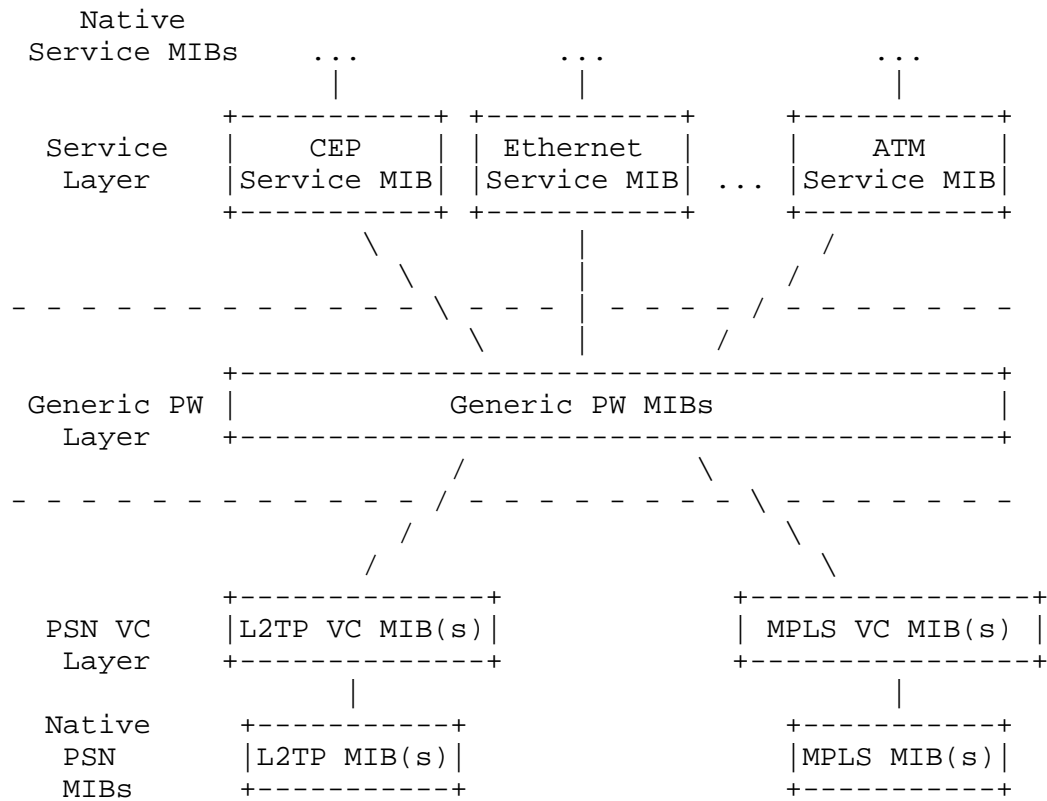 Native
Service MIBs ... ... ...
CEP Ethernet ATM
Service
Layer Service MIB Service MIB ... Service MIB
Generic PW Generic PW MIBs
Layer
PSN VC L2TP VC MIB(s) MPLS VC MIB(s)
Layer
Native
PSN L2TP MIB(s) MPLS MIB(s)
MIBs